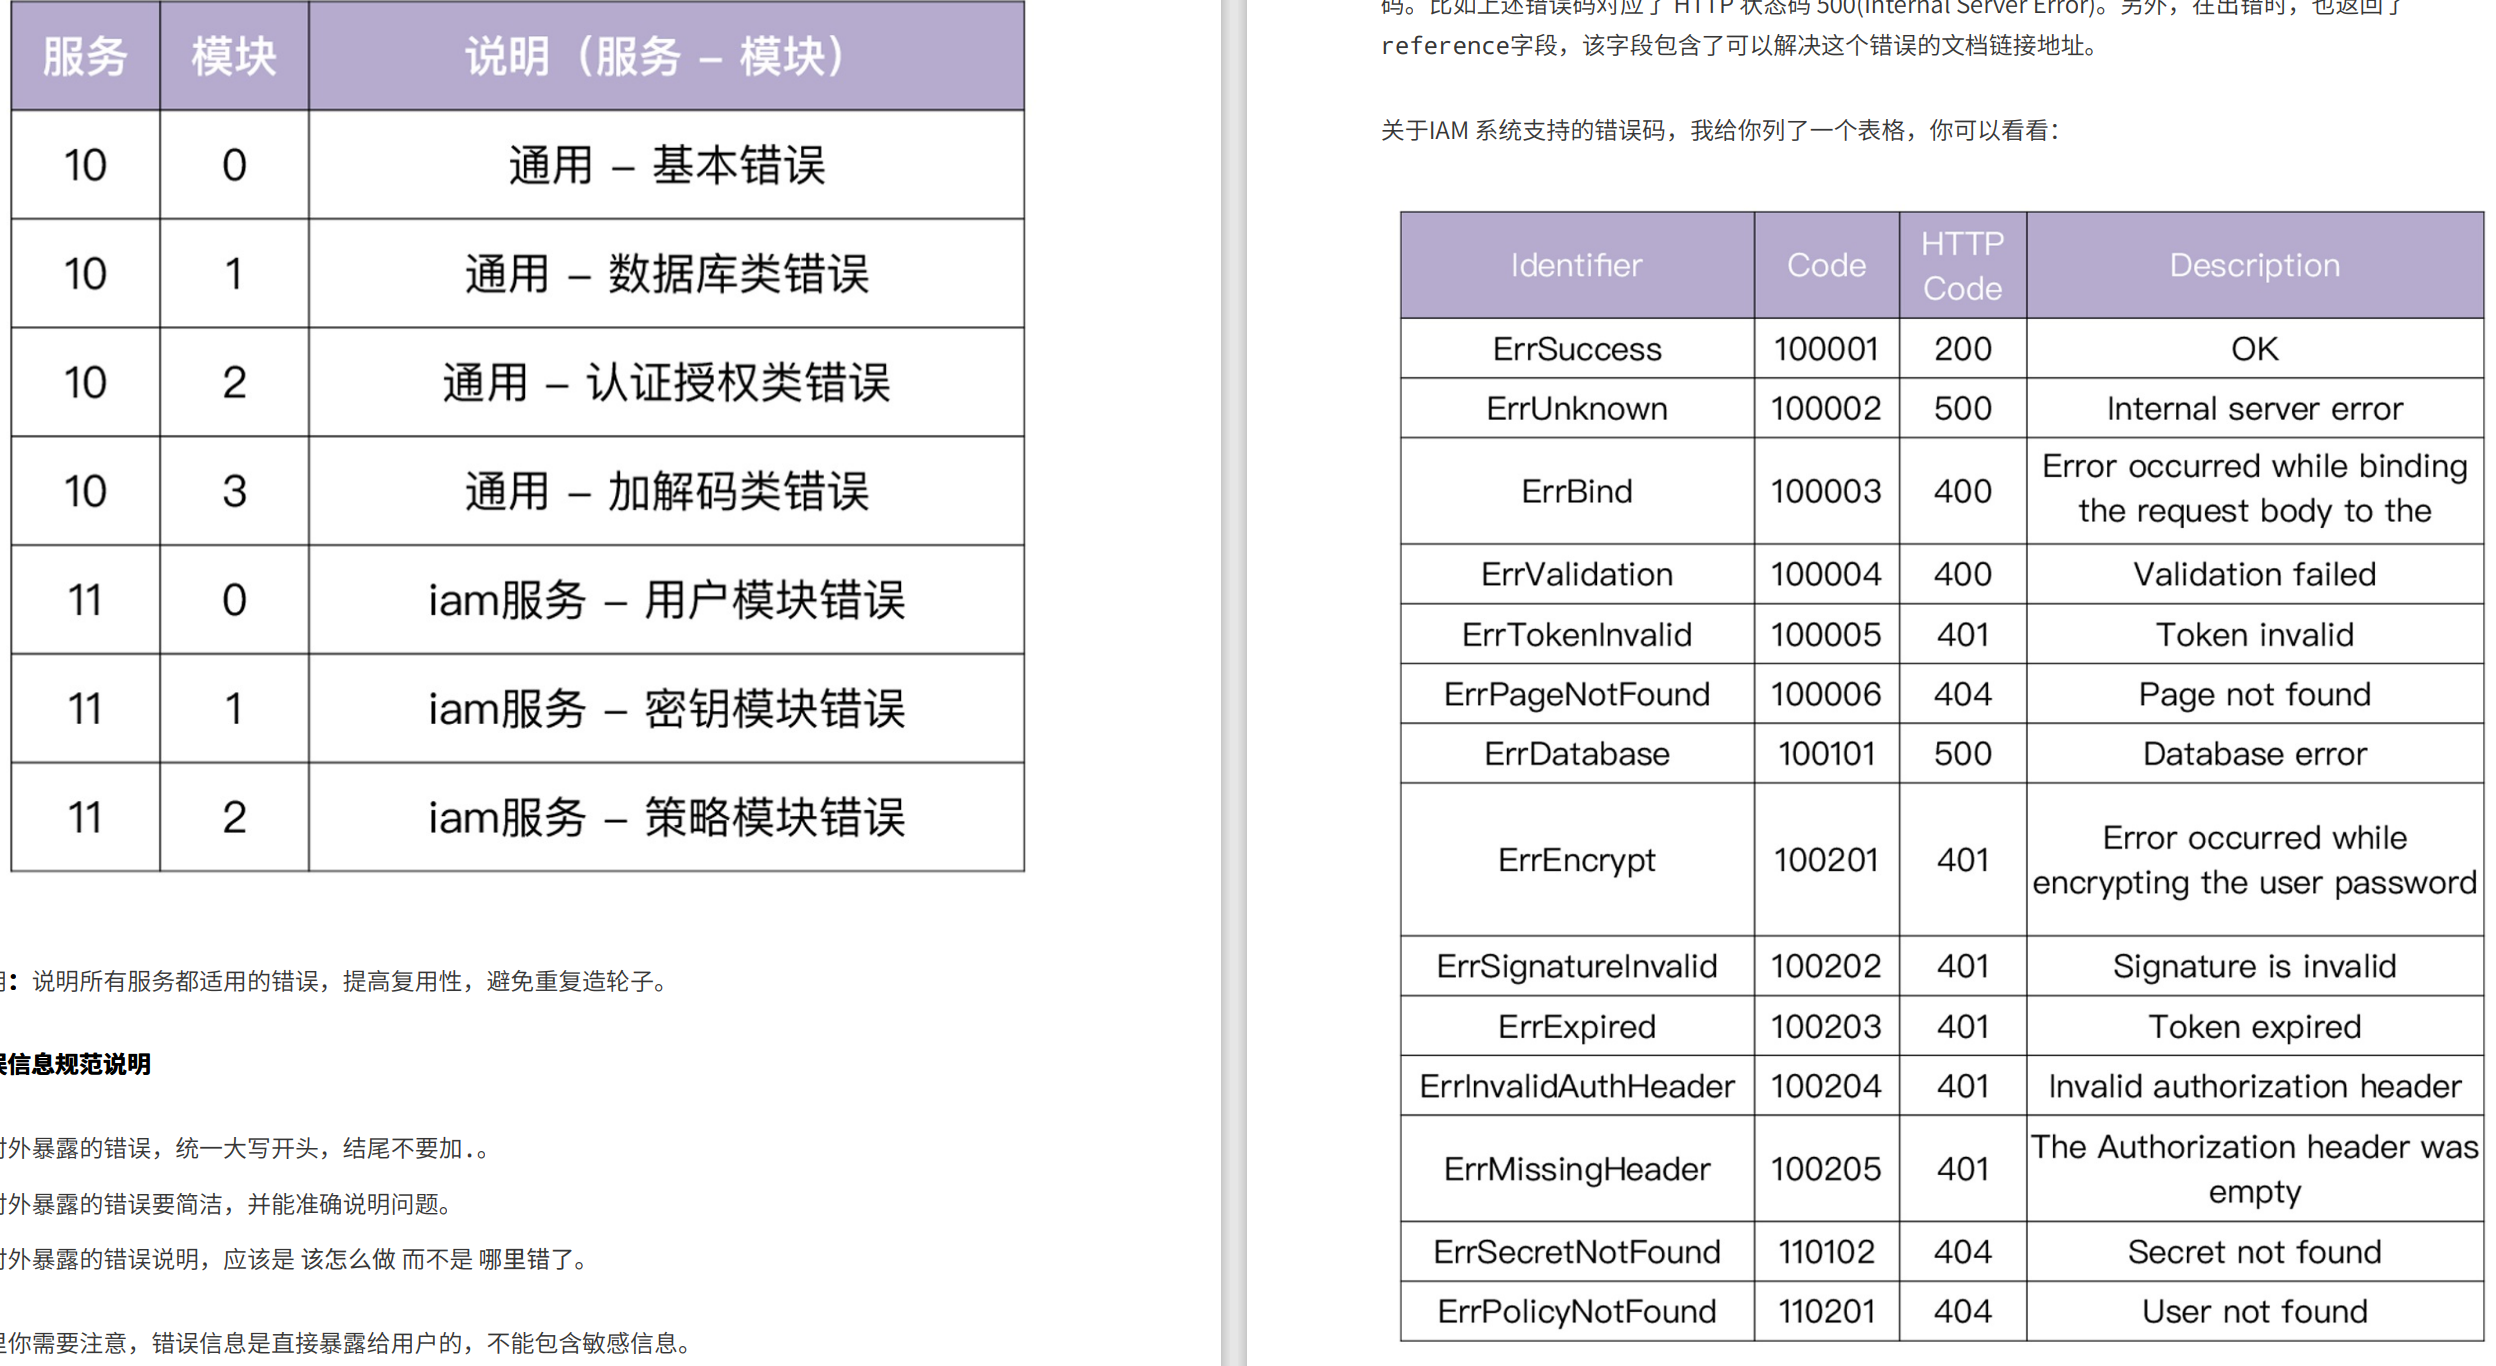 服务 模块 说明（服务 – 模块）
10 0 通用 – 基本错误
10 1 通用 – 数据库类错误
10 2 通用 – 认证授权类错误
10 3 通用 – 加解码类错误
11 0 iam服务 – 用户模块错误
11 1 iam服务 – 密钥模块错误
11 2 iam服务 – 策略模块错误
：说明所有服务都适用的错误，提高复用性，避免重复造轮子。
误信息规范说明
对外暴露的错误，统一大写开头，结尾不要加.。
对外暴露的错误要简洁，并能准确说明问题。
对外暴露的错误说明，应该是 该怎么做 而不是 哪里错了。
里你需要注意，错误信息是直接暴露给用户的，不能包含敏感信息。
码。比如上述错误码对应了 HTTP 状态码 500(Internal Server Error)。另外，在出错时，也返回了
reference字段，该字段包含了可以解决这个错误的文档链接地址。
关于IAM 系统支持的错误码，我给你列了一个表格，你可以看看：
Identifier Code HTTP Code Description
ErrSuccess 100001 200 OK
ErrUnknown 100002 500 Internal server error
ErrBind 100003 400 Error occurred while binding
the request body to the
ErrValidation 100004 400 Validation failed
ErrTokenInvalid 100005 401 Token invalid
ErrPageNotFound 100006 404 Page not found
ErrDatabase 100101 500 Database error
ErrEncrypt 100201 401 Error occurred while
encrypting the user password
ErrSignatureInvalid 100202 401 Signature is invalid
ErrExpired 100203 401 Token expired
ErrInvalidAuthHeader 100204 401 Invalid authorization header
ErrMissingHeader 100205 401 The Authorization header was
empty
ErrSecretNotFound 110102 404 Secret not found
ErrPolicyNotFound 110201 404 User not found